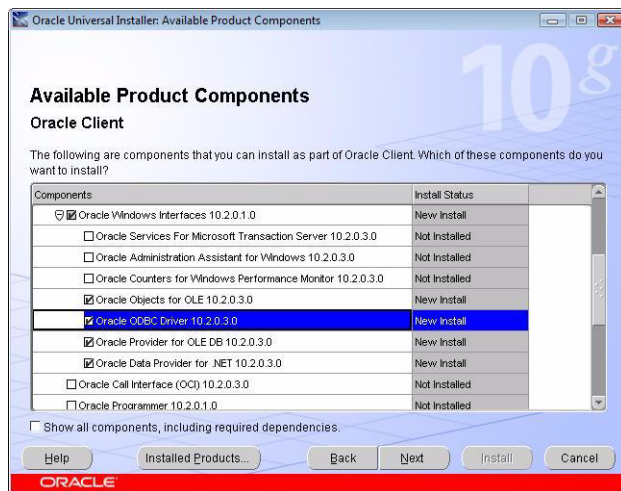 Oracle Universal Installer: Available Product Components
10g
Available Product Components
Oracle Client
The following are components that you can install as part of Oracle Client. Which of these components do you
want to install?
Components Install Status
Oracle Windows Interfaces 10.2.0.1.0 New Install
Oracle Services For Microsoft Transaction Server 10.2.0.3.0 Not Installed
Oracle Administration Assistant for Windows 10.2.0.3.0 Not Installed
Oracle Counters for Windows Performance Monitor 10.2.0.3.0 Not Installed
Oracle Objects for OLE 10.2.0.3.0 New Install
Oracle ODBC Driver 10.2.0.3.0 New Install
Oracle Provider for OLE DB 10.2.0.3.0 New Install
Oracle Data Provider for .NET 10.2.0.3.0 New Install
Oracle Call Interface (OCI) 10.2.0.3.0 Not Installed
Oracle Programmer 10.2.0.1.0 Not Installed
Show all components, including required dependencies.
Help Installed Products... Back Next Install Cancel
ORACLE